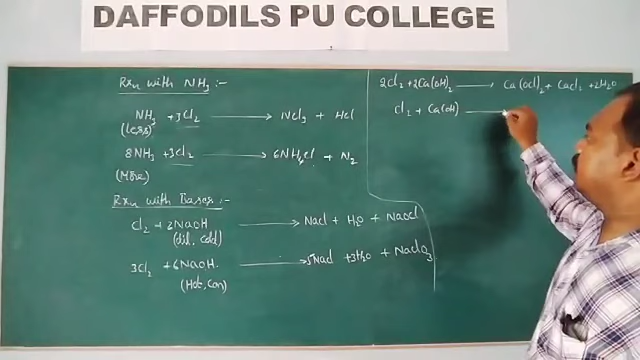 DAFFODILS PU COLLEGE
Rxn with NH3 :-
NH3 + 3Cl2 ⟶ NCl3 + HCl
(less)
8NH3 + 3Cl2 ⟶ 6NH4Cl + N2
(More)
Rxn with Bases :-
Cl2 + 2NaOH ⟶ NaCl + H2O + NaOCl
(dil, cold)
3Cl2 + 6NaOH ⟶ 5NaCl + 3H2O + NaClO3
(Hot, Con)
2Cl2 + 2Ca(OH)2 ⟶ Ca(OCl)2 + CaCl2 + 2H2O
Cl2 + Ca(OH) ⟶